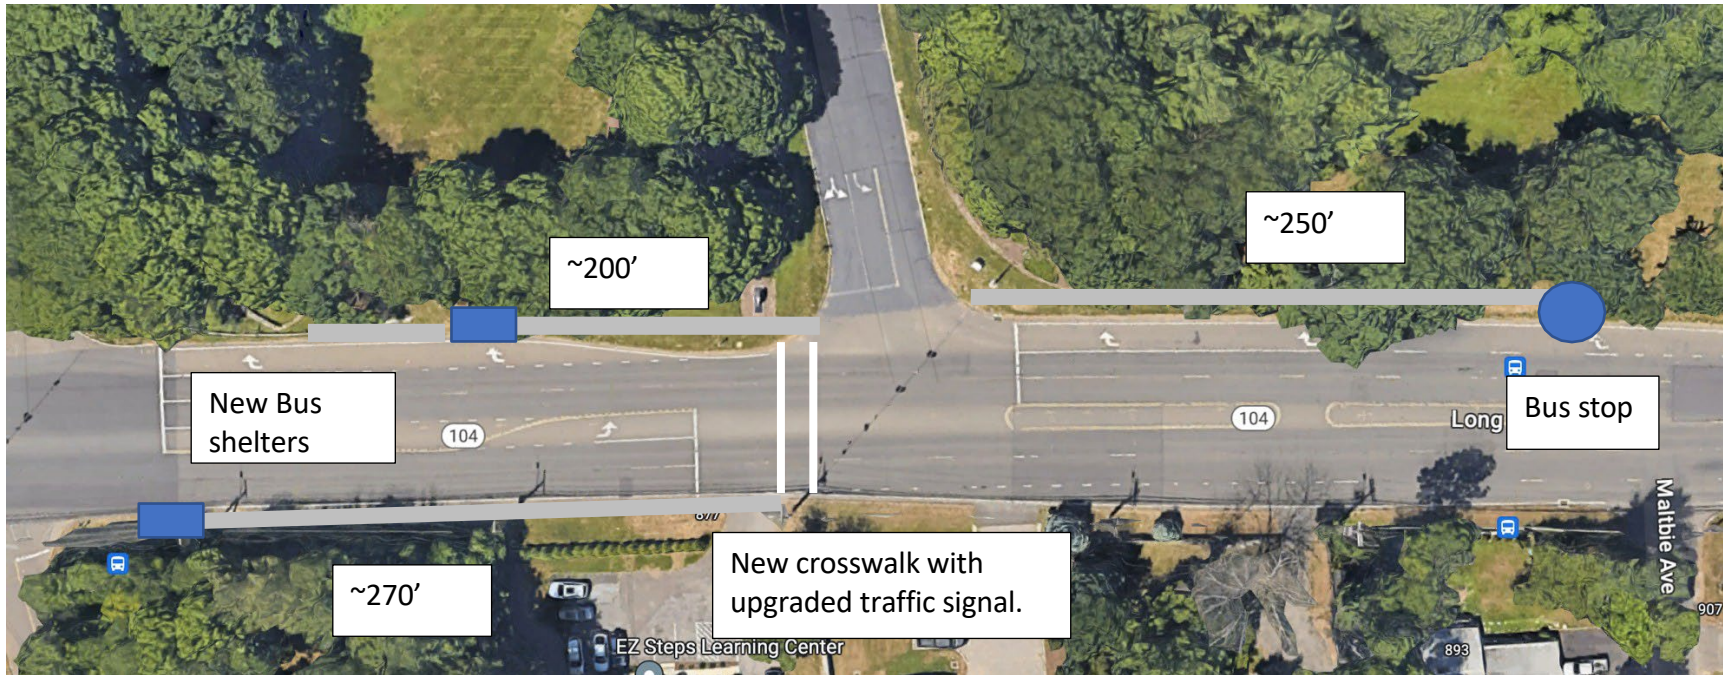 ~250’
~200’
New Bus
shelters
104
104
Long
Bus stop
Maltbie Ave
877
~270’
New crosswalk with
upgraded traffic signal.
EZ Steps Learning Center
893
907